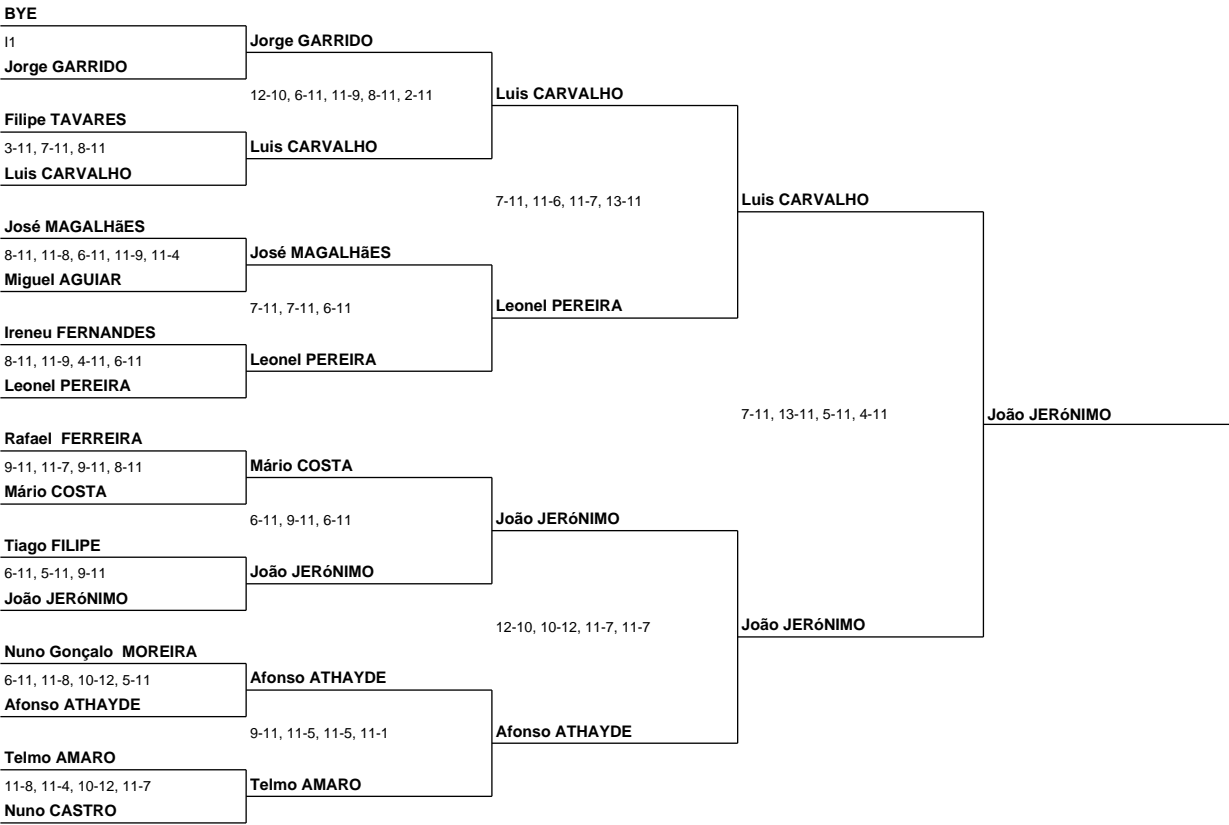 BYE
I1
Jorge GARRIDO
Jorge GARRIDO
12-10, 6-11, 11-9, 8-11, 2-11
Luis CARVALHO
Filipe TAVARES
3-11, 7-11, 8-11
Luis CARVALHO
Luis CARVALHO
7-11, 11-6, 11-7, 13-11
Luis CARVALHO
José MAGALHãES
8-11, 11-8, 6-11, 11-9, 11-4
José MAGALHãES
Miguel AGUIAR
7-11, 7-11, 6-11
Leonel PEREIRA
Ireneu FERNANDES
8-11, 11-9, 4-11, 6-11
Leonel PEREIRA
Leonel PEREIRA
7-11, 13-11, 5-11, 4-11
João JERóNIMO
Rafael  FERREIRA
9-11, 11-7, 9-11, 8-11
Mário COSTA
Mário COSTA
6-11, 9-11, 6-11
João JERóNIMO
Tiago FILIPE
6-11, 5-11, 9-11
João JERóNIMO
João JERóNIMO
12-10, 10-12, 11-7, 11-7
João JERóNIMO
Nuno Gonçalo  MOREIRA
6-11, 11-8, 10-12, 5-11
Afonso ATHAYDE
Afonso ATHAYDE
9-11, 11-5, 11-5, 11-1
Afonso ATHAYDE
Telmo AMARO
11-8, 11-4, 10-12, 11-7
Telmo AMARO
Nuno CASTRO